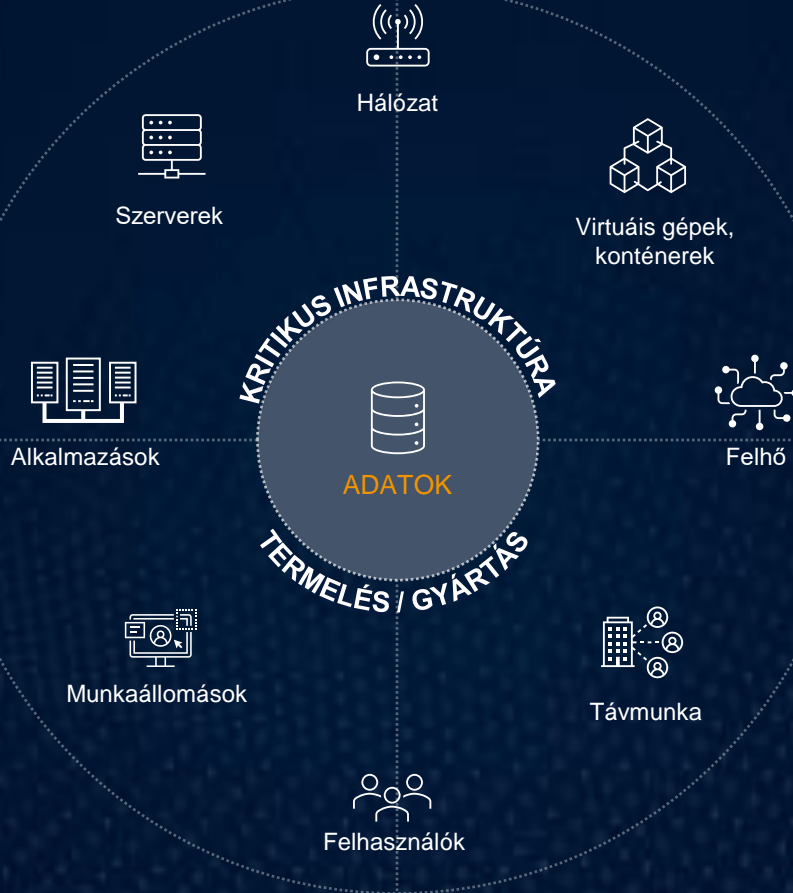 Hálózat
Szerverek
Virtuáis gépek,
konténerek
KRITIKUS INFRASTRUKTÚRA
Alkalmazások
ADATOK
Felhő
TERMELÉS / GYÁRTÁS
Munkaállomások
Távmunka
Felhasználók